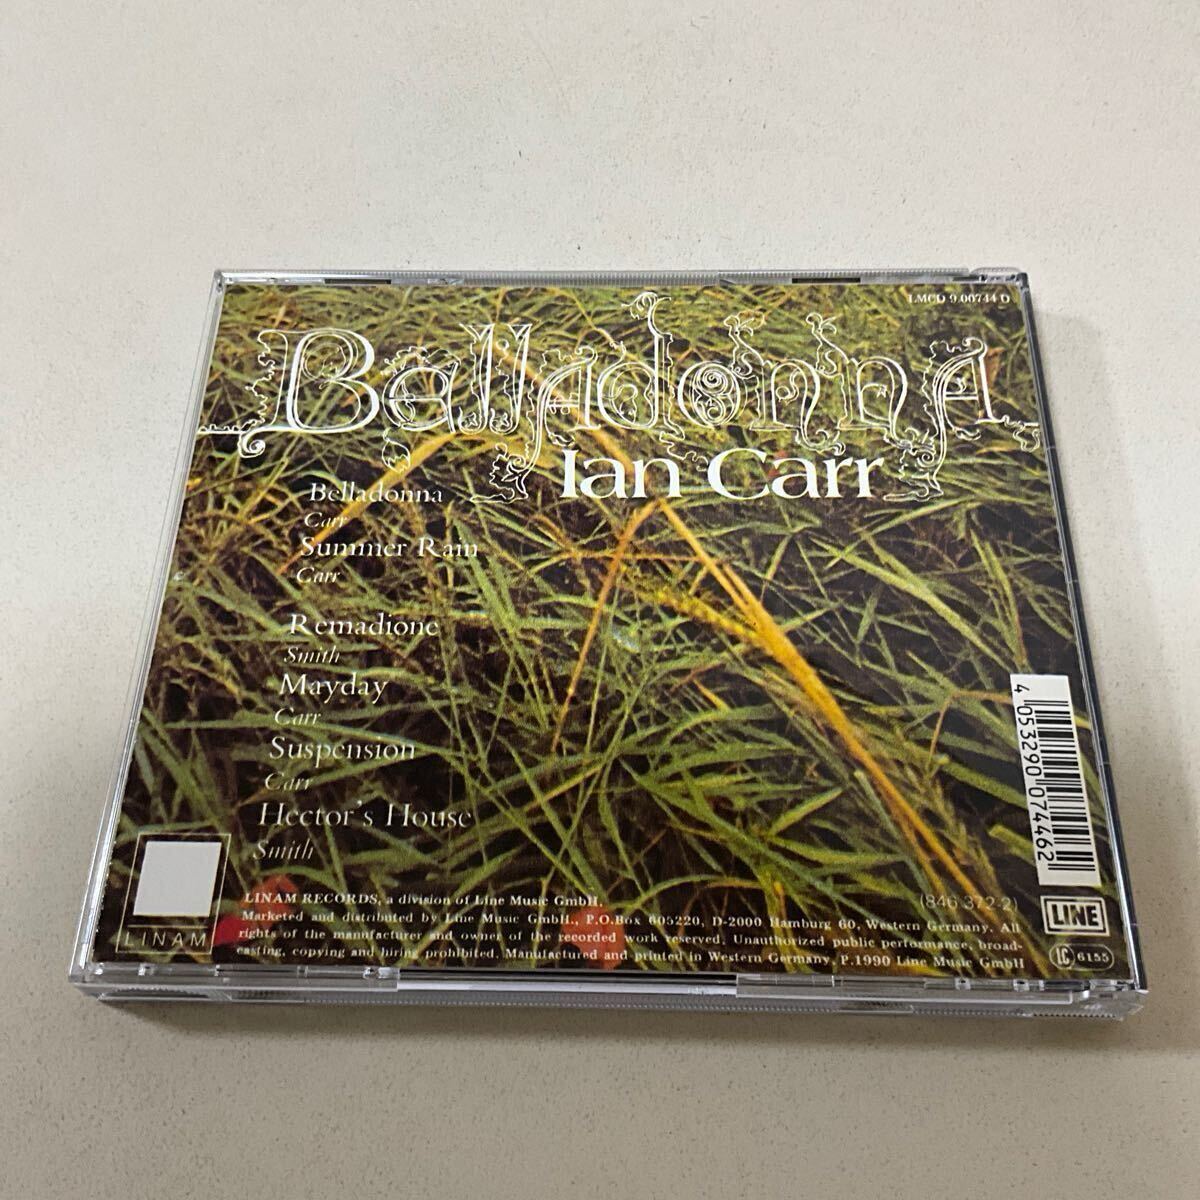 LMCD 9.00744 D
Belladonna
Ian Carr
Belladonna
Carr
Summer Rain
Carr
Remadione
Smith
Mayday
Carr
Suspension
Carr
Hector's House
Smith
4 053290 074462
LINAM
LINAM RECORDS, a division of Line Music GmbH.
(846 372-2)
Marketed and distributed by Line Music GmbH., P.O.Box 605220, D-2000 Hamburg 60, Western Germany. All
rights of the manufacturer and owner of the recorded work reserved. Unauthorized public performance, broad-
casting, copying and hiring prohibited. Manufactured and printed in Western Germany. P.1990 Line Music GmbH
LINE
LC 6155